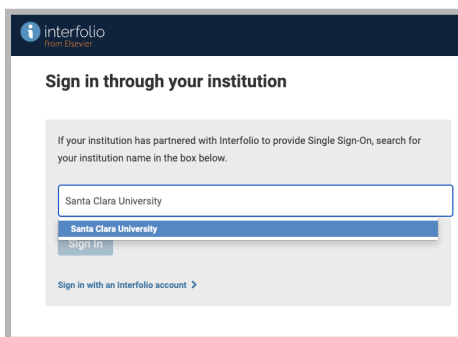 interfolio
from Elsevier
Sign in through your institution
If your institution has partnered with Interfolio to provide Single Sign-On, search for
your institution name in the box below.
Santa Clara University
Santa Clara University
Sign In
Sign in with an Interfolio account